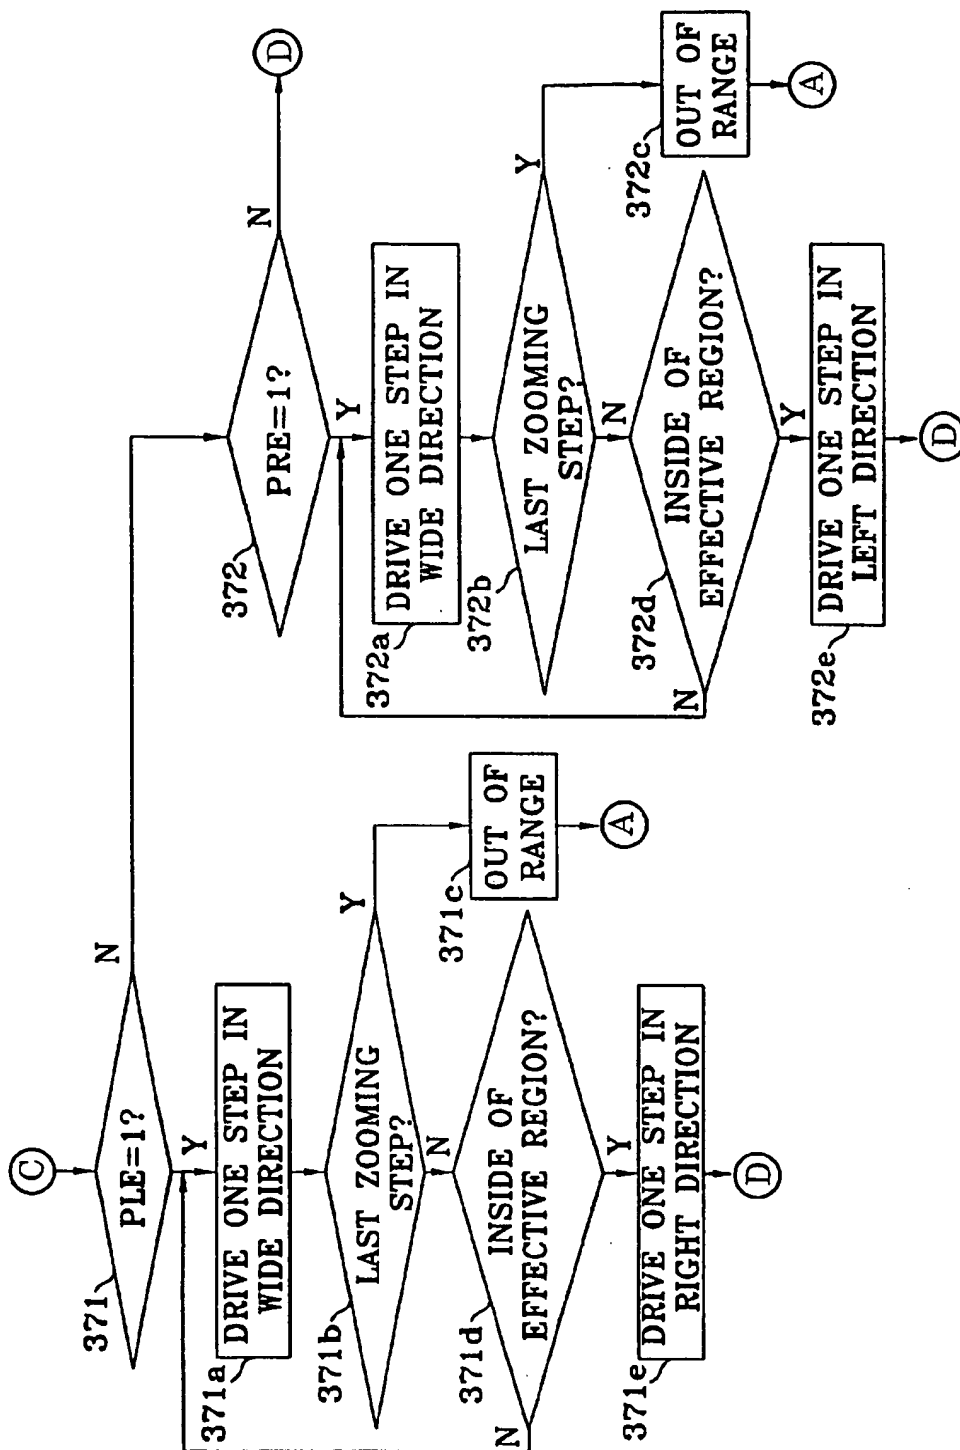 C
371
PLE=1?
N
Y
371a
DRIVE ONE STEP IN
WIDE DIRECTION
371b
LAST ZOOMING
STEP?
Y
N
371c
OUT OF
RANGE
A
371d
INSIDE OF
EFFECTIVE REGION?
N
Y
371e
DRIVE ONE STEP IN
RIGHT DIRECTION
D
372
PRE=1?
N
D
Y
372a
DRIVE ONE STEP IN
WIDE DIRECTION
372b
LAST ZOOMING
STEP?
Y
N
372c
OUT OF
RANGE
A
372d
INSIDE OF
EFFECTIVE REGION?
N
Y
372e
DRIVE ONE STEP IN
LEFT DIRECTION
D